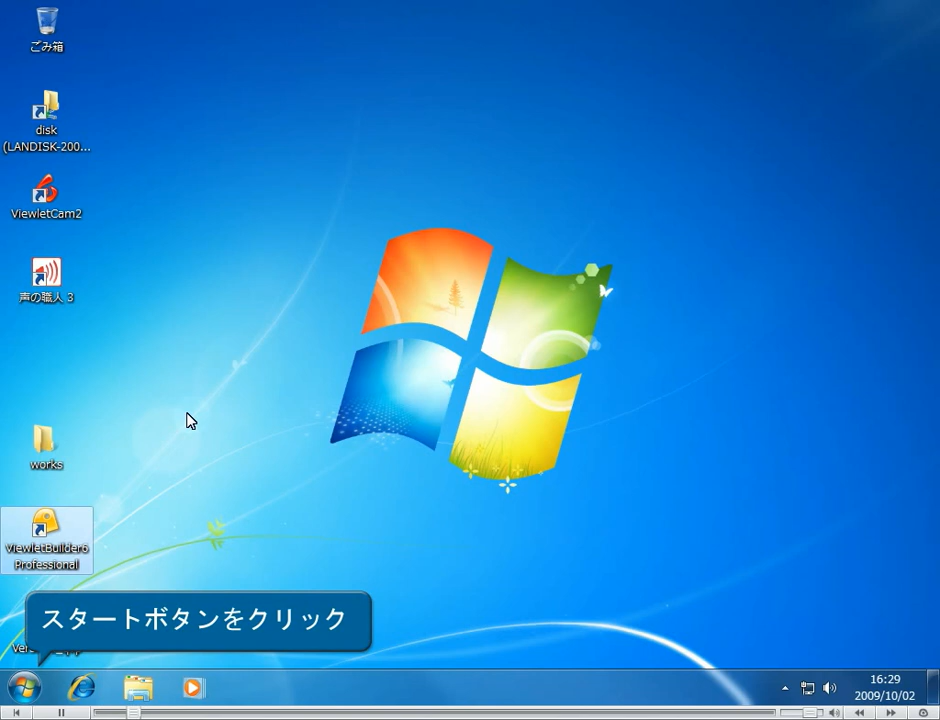 ごみ箱
disk
(LANDISK-200...
ViewletCam2
声の職人 3
works
ViewletBuilder6
Professional
スタートボタンをクリック
16:29
2009/10/02